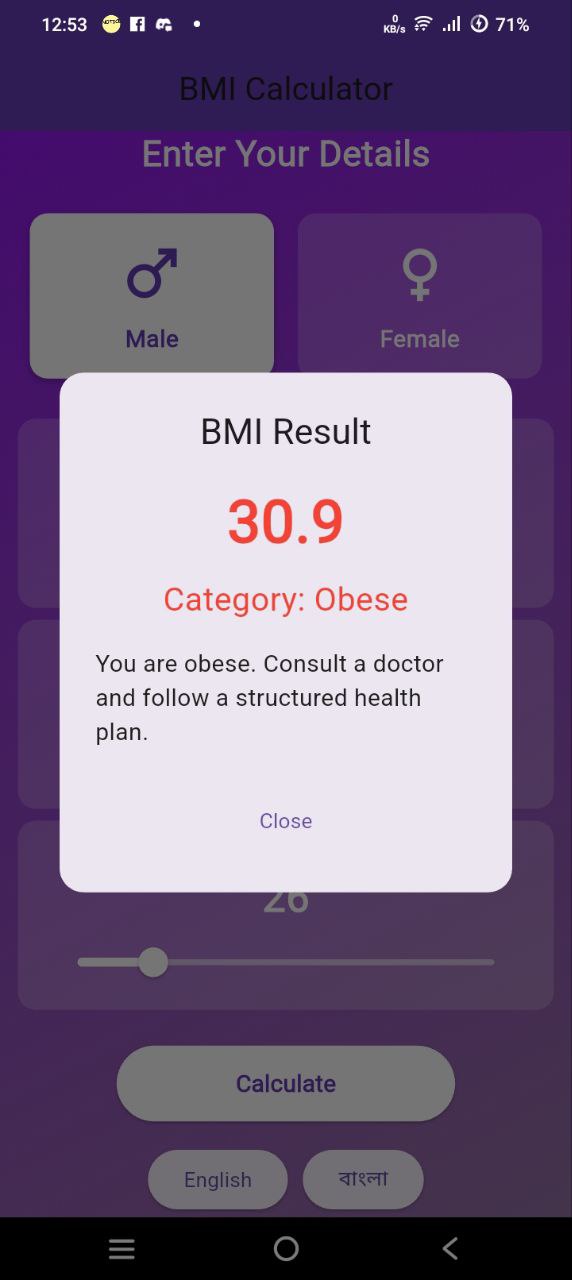 12:53
0
KB/s
71%
BMI Calculator
Enter Your Details
Male
Female
BMI Result
30.9
Category: Obese
You are obese. Consult a doctor
and follow a structured health
plan.
Close
26
Calculate
English
বাংলা